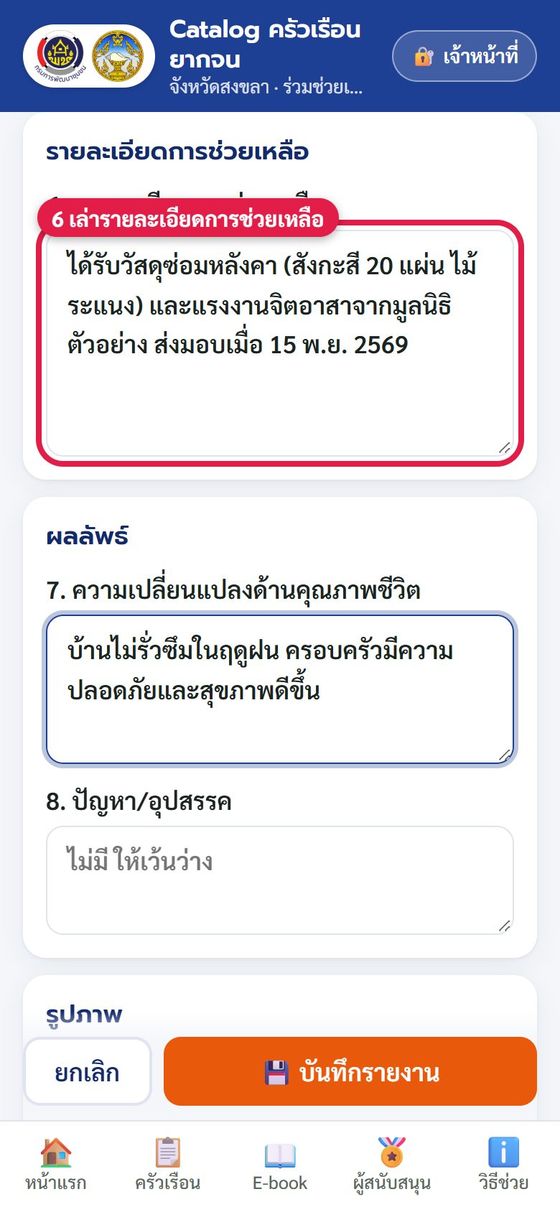 Catalog ครัวเรือน
ยากจน
จังหวัดสงขลา · ร่วมช่วยเ...
🔐 เจ้าหน้าที่
กรมการพัฒนาชุมชน
รายละเอียดการช่วยเหลือ
6 เล่ารายละเอียดการช่วยเหลือ
ได้รับวัสดุซ่อมหลังคา (สังกะสี 20 แผ่น ไม้
ระแนง) และแรงงานจิตอาสาจากมูลนิธิ
ตัวอย่าง ส่งมอบเมื่อ 15 พ.ย. 2569
ผลลัพธ์
7. ความเปลี่ยนแปลงด้านคุณภาพชีวิต
บ้านไม่รั่วซึมในฤดูฝน ครอบครัวมีความ
ปลอดภัยและสุขภาพดีขึ้น
8. ปัญหา/อุปสรรค
ไม่มี ให้เว้นว่าง
รูปภาพ
ยกเลิก
💾 บันทึกรายงาน
หน้าแรก
ครัวเรือน
E-book
ผู้สนับสนุน
วิธีช่วย